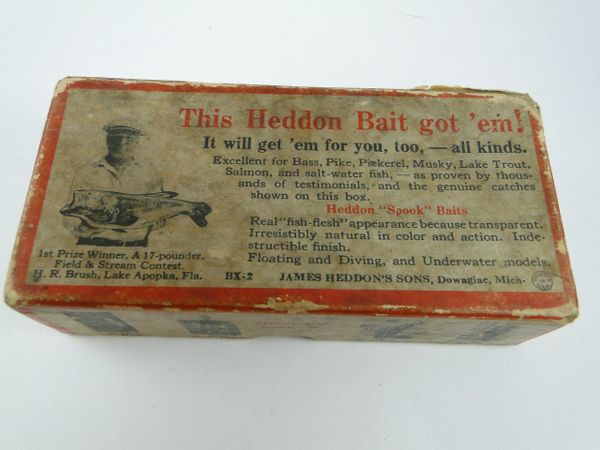 This Heddon Bait got 'em!
It will get 'em for you, too, — all kinds.
Excellent for Bass, Pike, Pickerel, Musky, Lake Trout.
Salmon, and salt-water fish, — as proven by thous-
ands of testimonials, and the genuine catches
shown on this box.
Heddon "Spook" Baits
Real "fish-flesh" appearance because transparent.
Irresistibly natural in color and action. Inde-
structible finish.
Floating and Diving, and Underwater models.
1st Prize Winner, A 17-pounder.
Field & Stream Contest.
H. R. Brush, Lake Apopka, Fla.
BX-2 JAMES HEDDON'S SONS, Dowagiac, Mich.